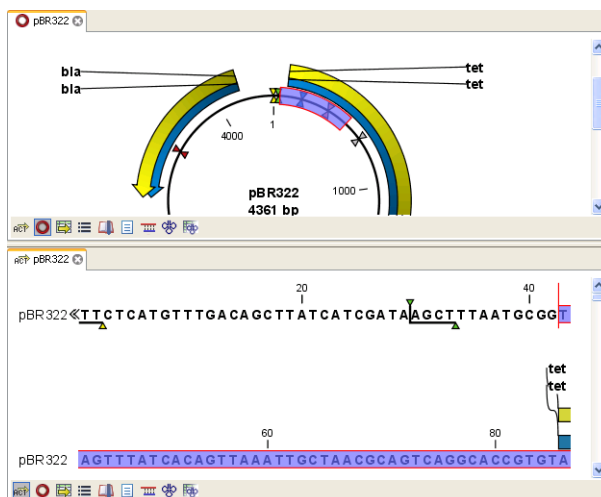 pBR322
bla
bla
tet
tet
4000
1
1000
pBR322
4361 bp
pBR322
20
40
pBR322 TTCTCATGTTTGACAGCTTATCATCGATAAGCTTTAATGCGGT
tet
tet
60
80
pBR322 AGTTTATCACAGTTAAATTGCTAACGCAGTCAGGCACCGTGTA